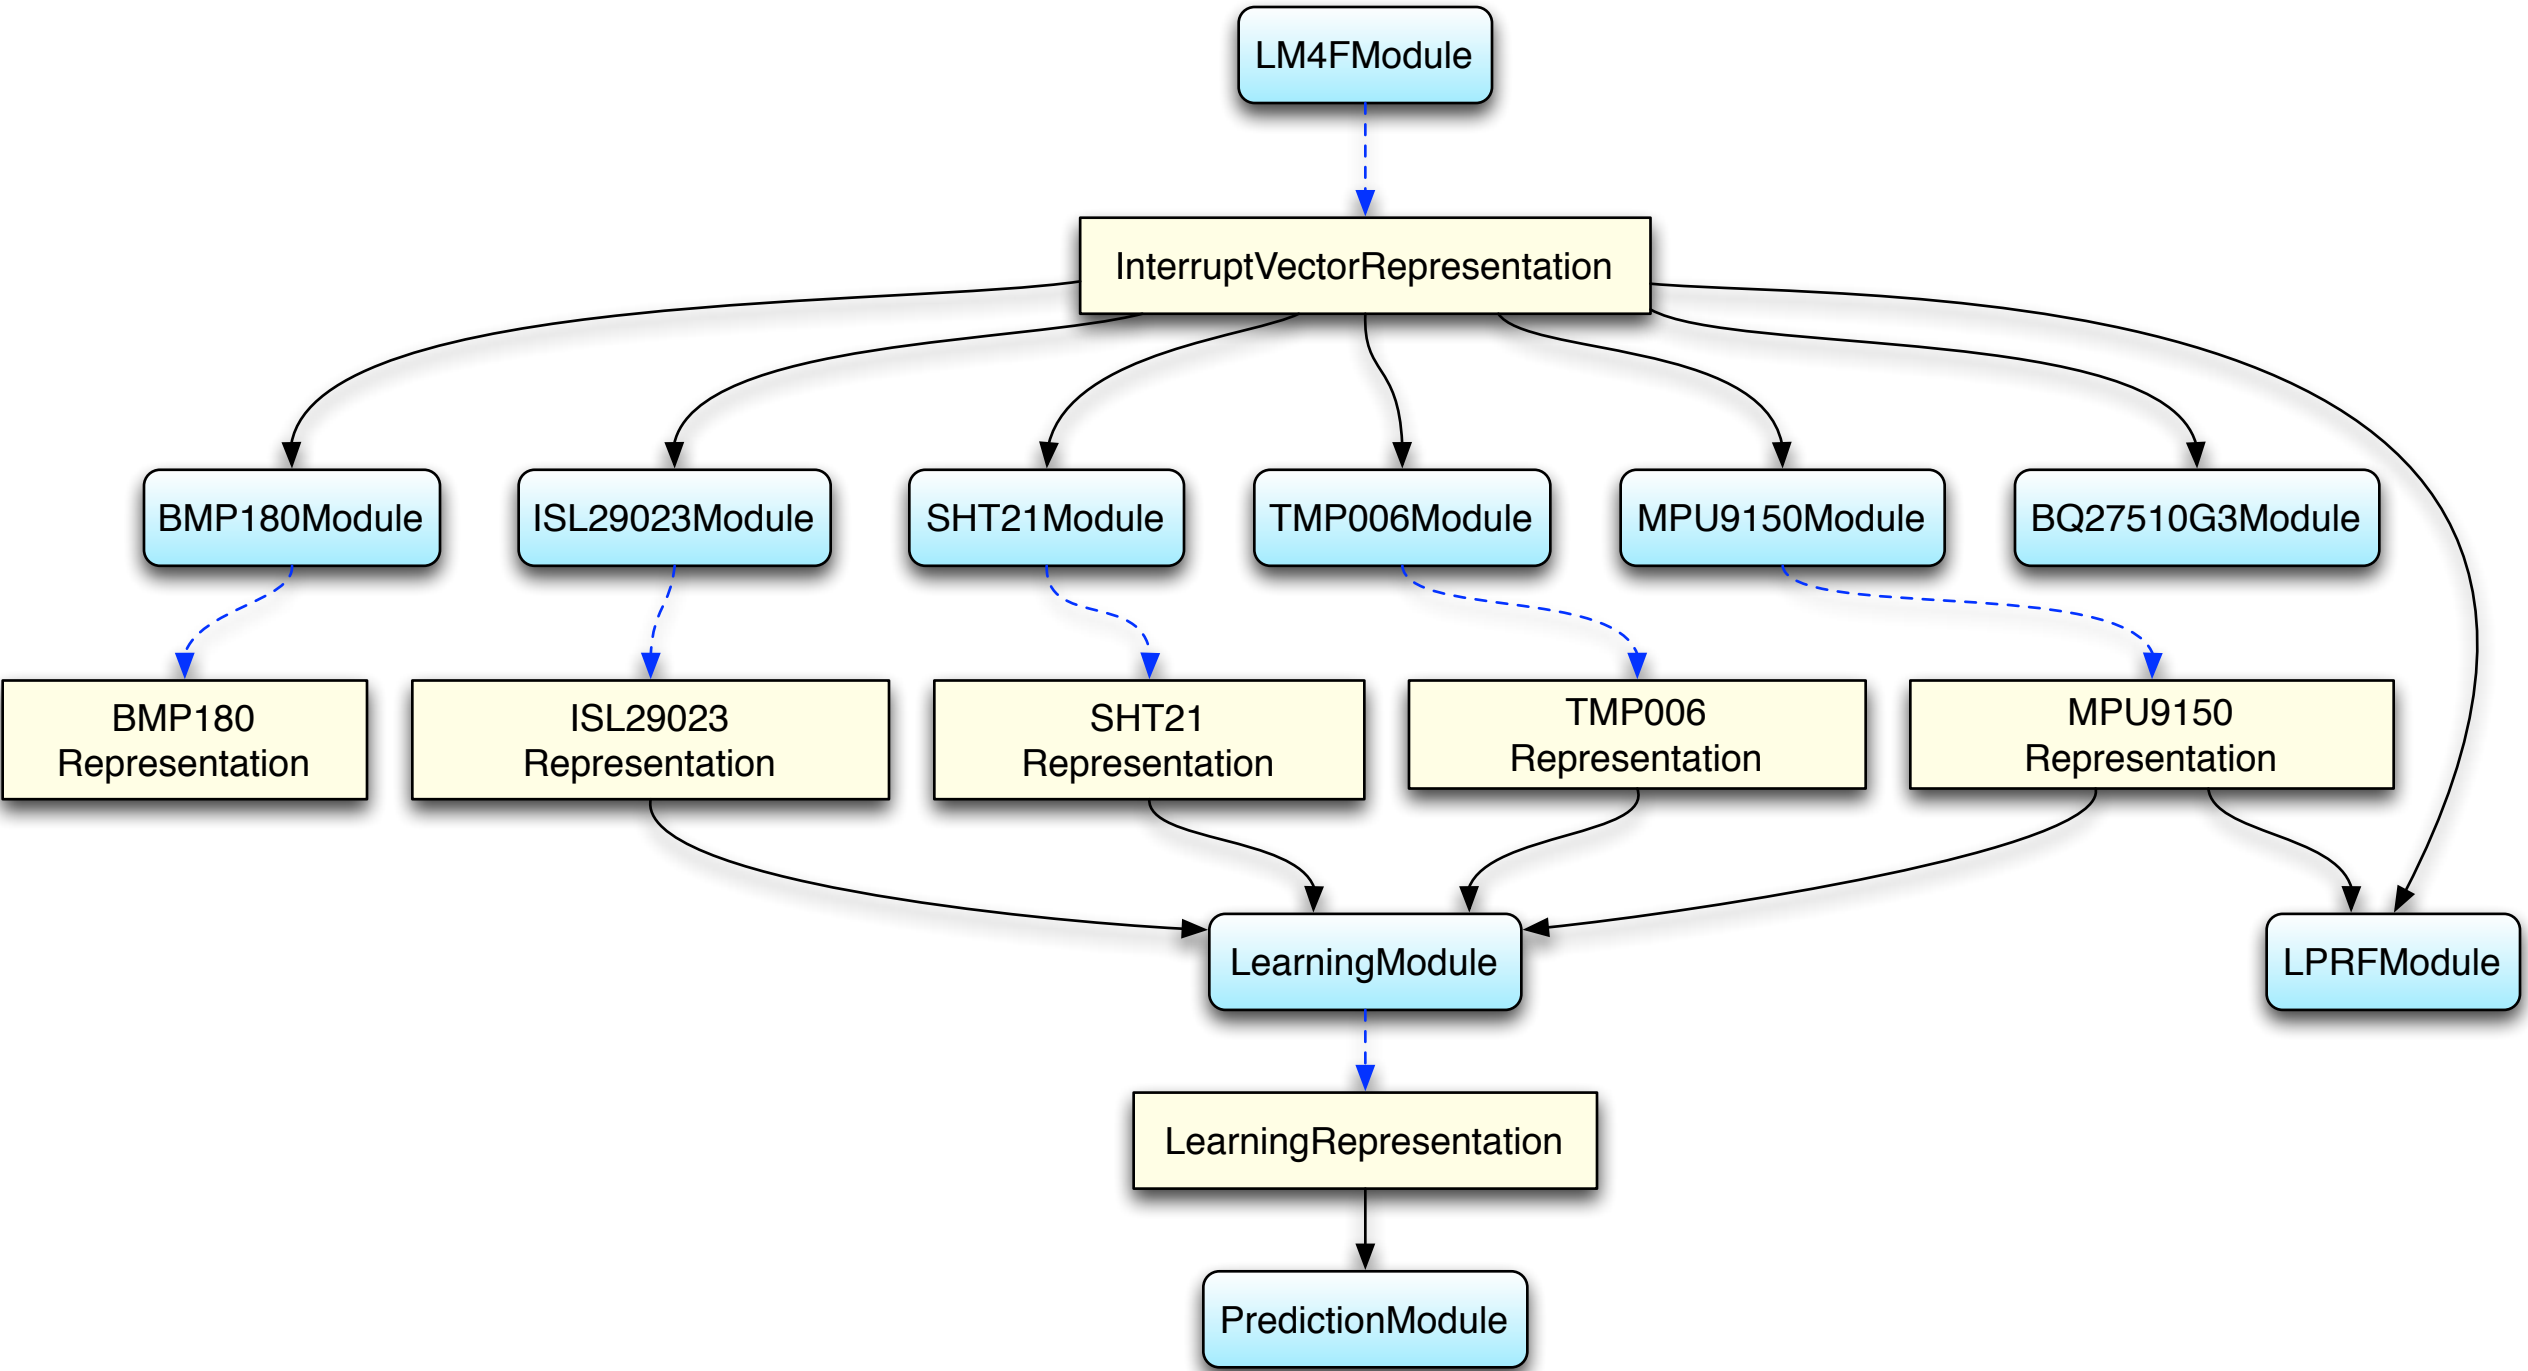 LM4FModule
InterruptVectorRepresentation
BMP180Module
ISL29023Module
SHT21Module
TMP006Module
MPU9150Module
BQ27510G3Module
BMP180
Representation
ISL29023
Representation
SHT21
Representation
TMP006
Representation
MPU9150
Representation
LearningModule
LPRFModule
LearningRepresentation
PredictionModule